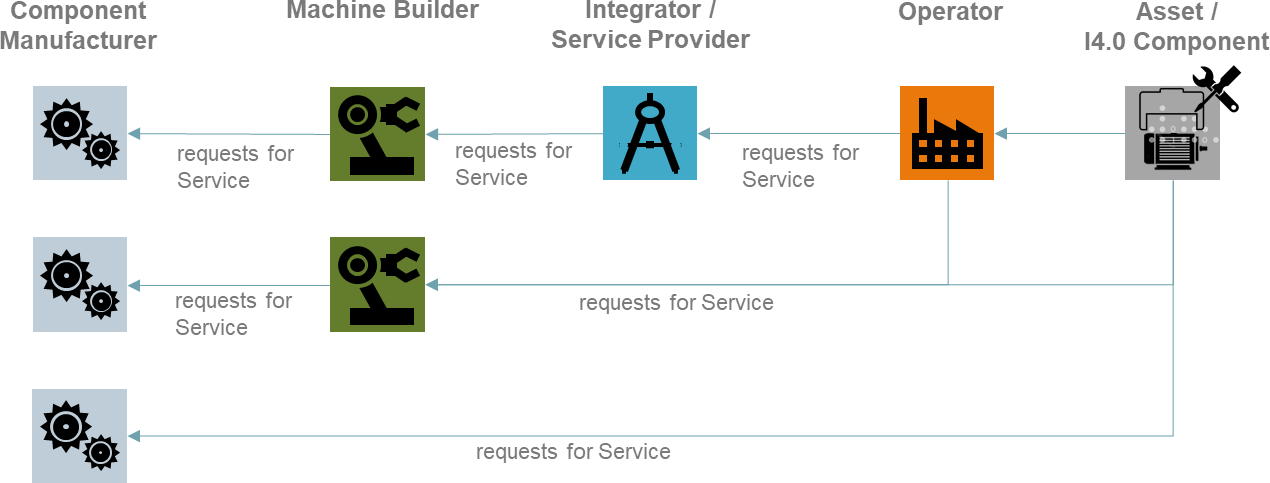 Component
Manufacturer
Machine Builder
Integrator /
Service Provider
Operator
Asset /
I4.0 Component
requests for
Service
requests for
Service
requests for
Service
requests for
Service
requests for Service
requests for Service